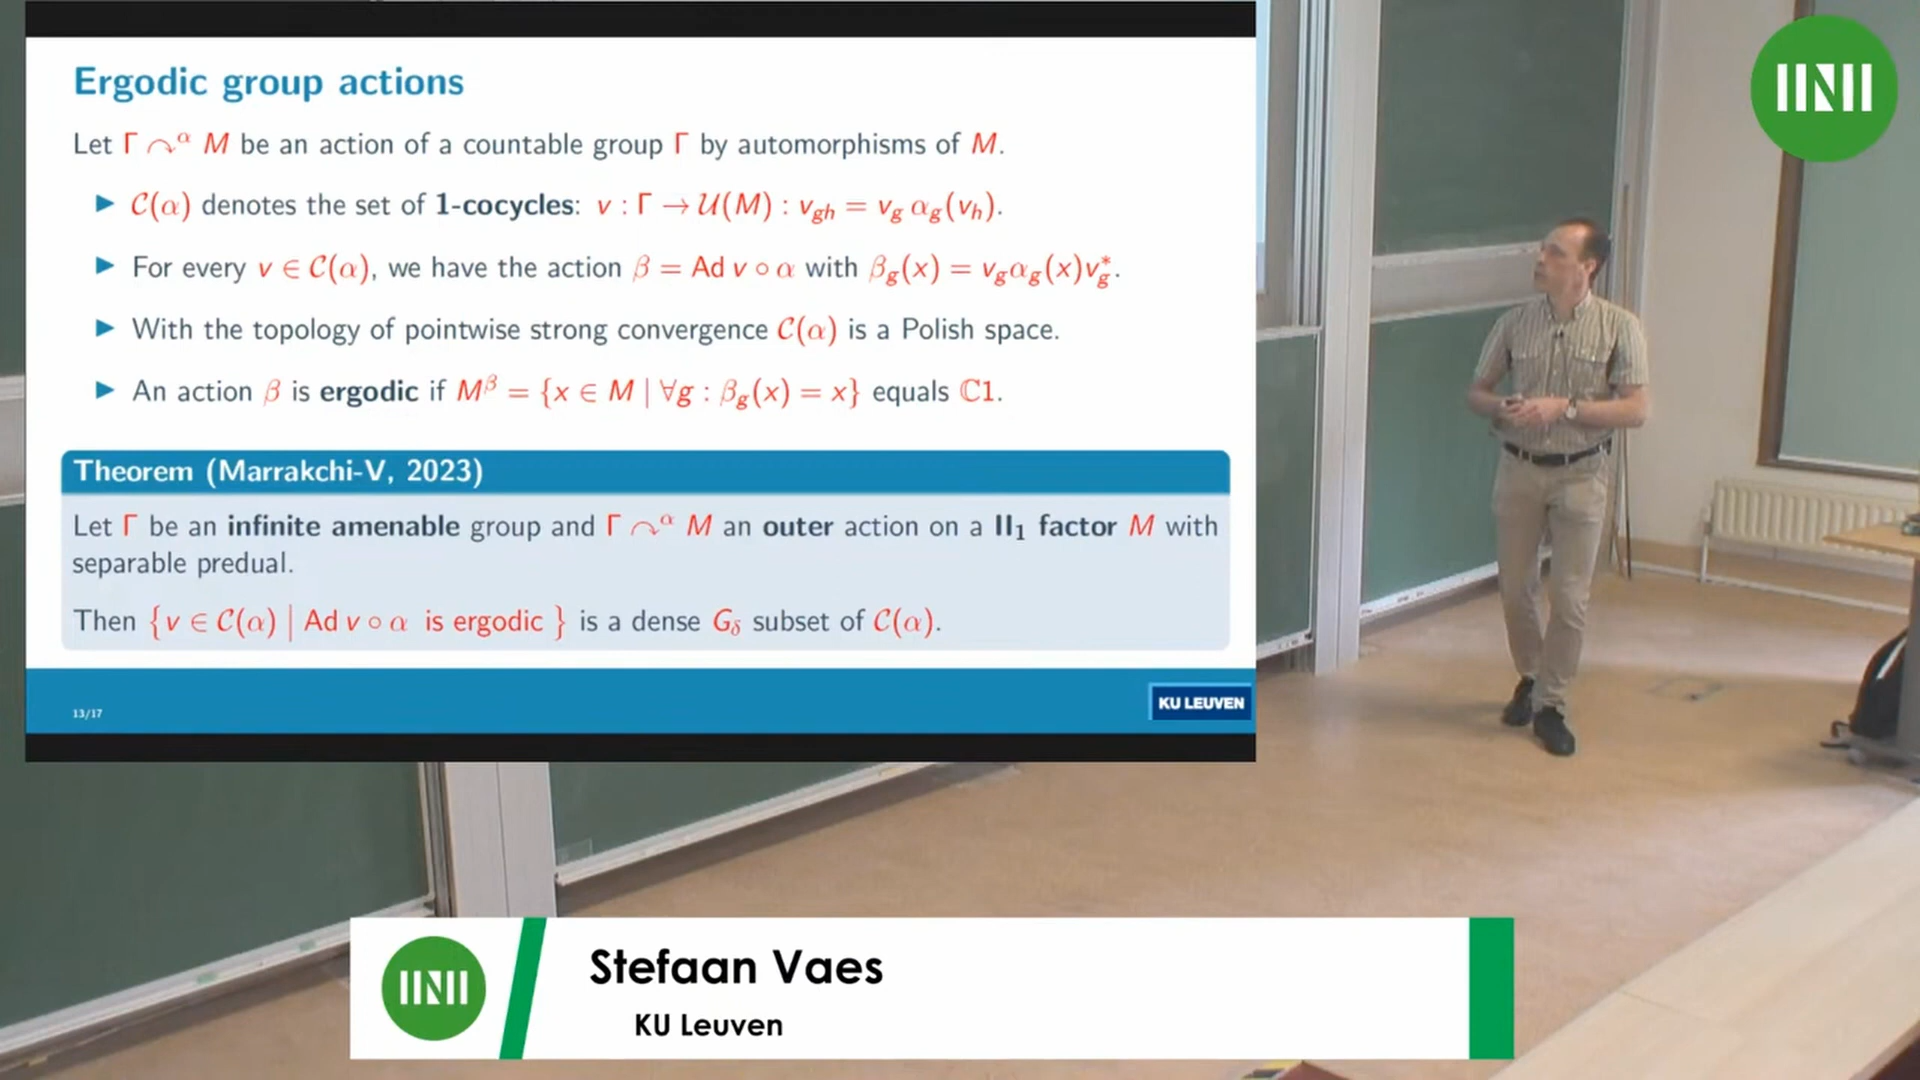 Ergodic group actions
Let Γ ↷^α M be an action of a countable group Γ by automorphisms of M.
► C(α) denotes the set of 1-cocycles: v : Γ → U(M) : v_gh = v_g α_g(v_h).
► For every v ∈ C(α), we have the action β = Ad v ∘ α with β_g(x) = v_g α_g(x) v_g^*.
► With the topology of pointwise strong convergence C(α) is a Polish space.
► An action β is ergodic if M^β = {x ∈ M | ∀g : β_g(x) = x} equals ℂ1.
Theorem (Marrakchi-V, 2023)
Let Γ be an infinite amenable group and Γ ↷^α M an outer action on a II₁ factor M with
separable predual.
Then {v ∈ C(α) | Ad v ∘ α is ergodic } is a dense G_δ subset of C(α).
13/17
KU LEUVEN
Stefaan Vaes
KU Leuven